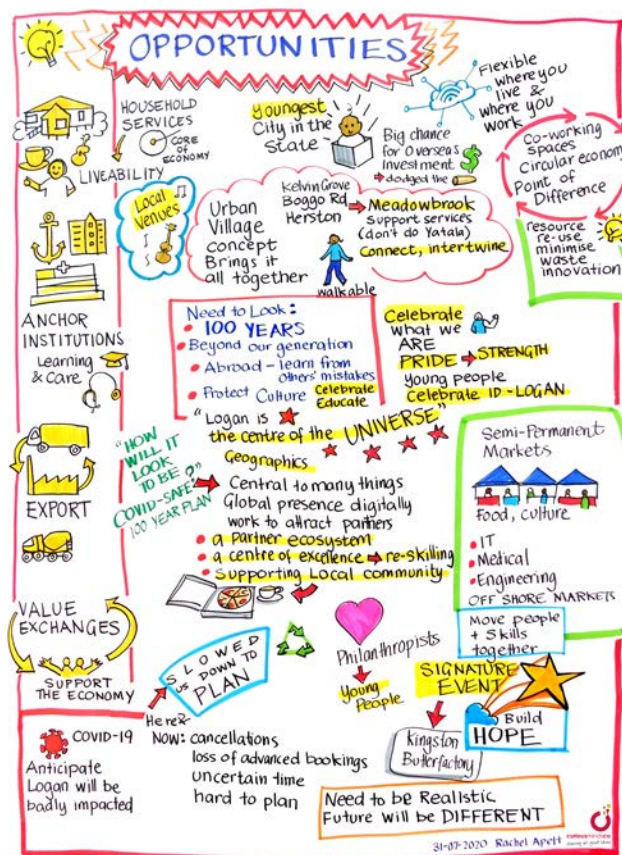 OPPORTUNITIES
HOUSEHOLD
SERVICES
CORE
OF
ECONOMY
LIVEABILITY
Youngest
City in the
State
Big chance
for Overseas
Investment
dodged the
Flexible
where you
live &
where you
work
Co-working
spaces
Circular economy
Point of
Difference
resource
re-use
minimise
waste
innovation
Local
Venues
Urban
Village
concept
Brings it
all together
Kelvin Grove
Boggo Rd
Herston
Meadowbrook
Support services
(don't do Yatala)
Connect, intertwine
walkable
ANCHOR
INSTITUTIONS
Learning
& Care
Need to Look:
100 YEARS
Beyond our generation
Abroad - learn from
others' mistakes
Protect Culture Celebrate
Educate
Celebrate
what we
ARE
PRIDE → STRENGTH
Young people
Celebrate ID - LOGAN
"Logan is
the centre of the UNIVERSE"
"HOW
WILL IT
LOOK
TO BE?"
COVID-SAFE?
100 YEAR PLAN
Geographics
Central to many things
Global presence digitally
work to attract partners
a partner ecosystem
a centre of excellence → re-skilling
Supporting Local community
EXPORT
Semi-Permanent
Markets
Food, culture
IT
Medical
Engineering
OFF SHORE MARKETS
Move people
+ Skills
together
VALUE
EXCHANGES
SUPPORT
THE ECONOMY
SLOWED
US DOWN TO
PLAN
Philanthropists
Young
People
SIGNATURE
EVENT
Build
HOPE
Kingston
Butterfactory
COVID-19
Anticipate
Logan will be
badly impacted
Here &
NOW: cancellations
loss of advanced bookings
uncertain time
hard to plan
Need to be Realistic
Future will be DIFFERENT
31-07-2020 Rachel Apelt